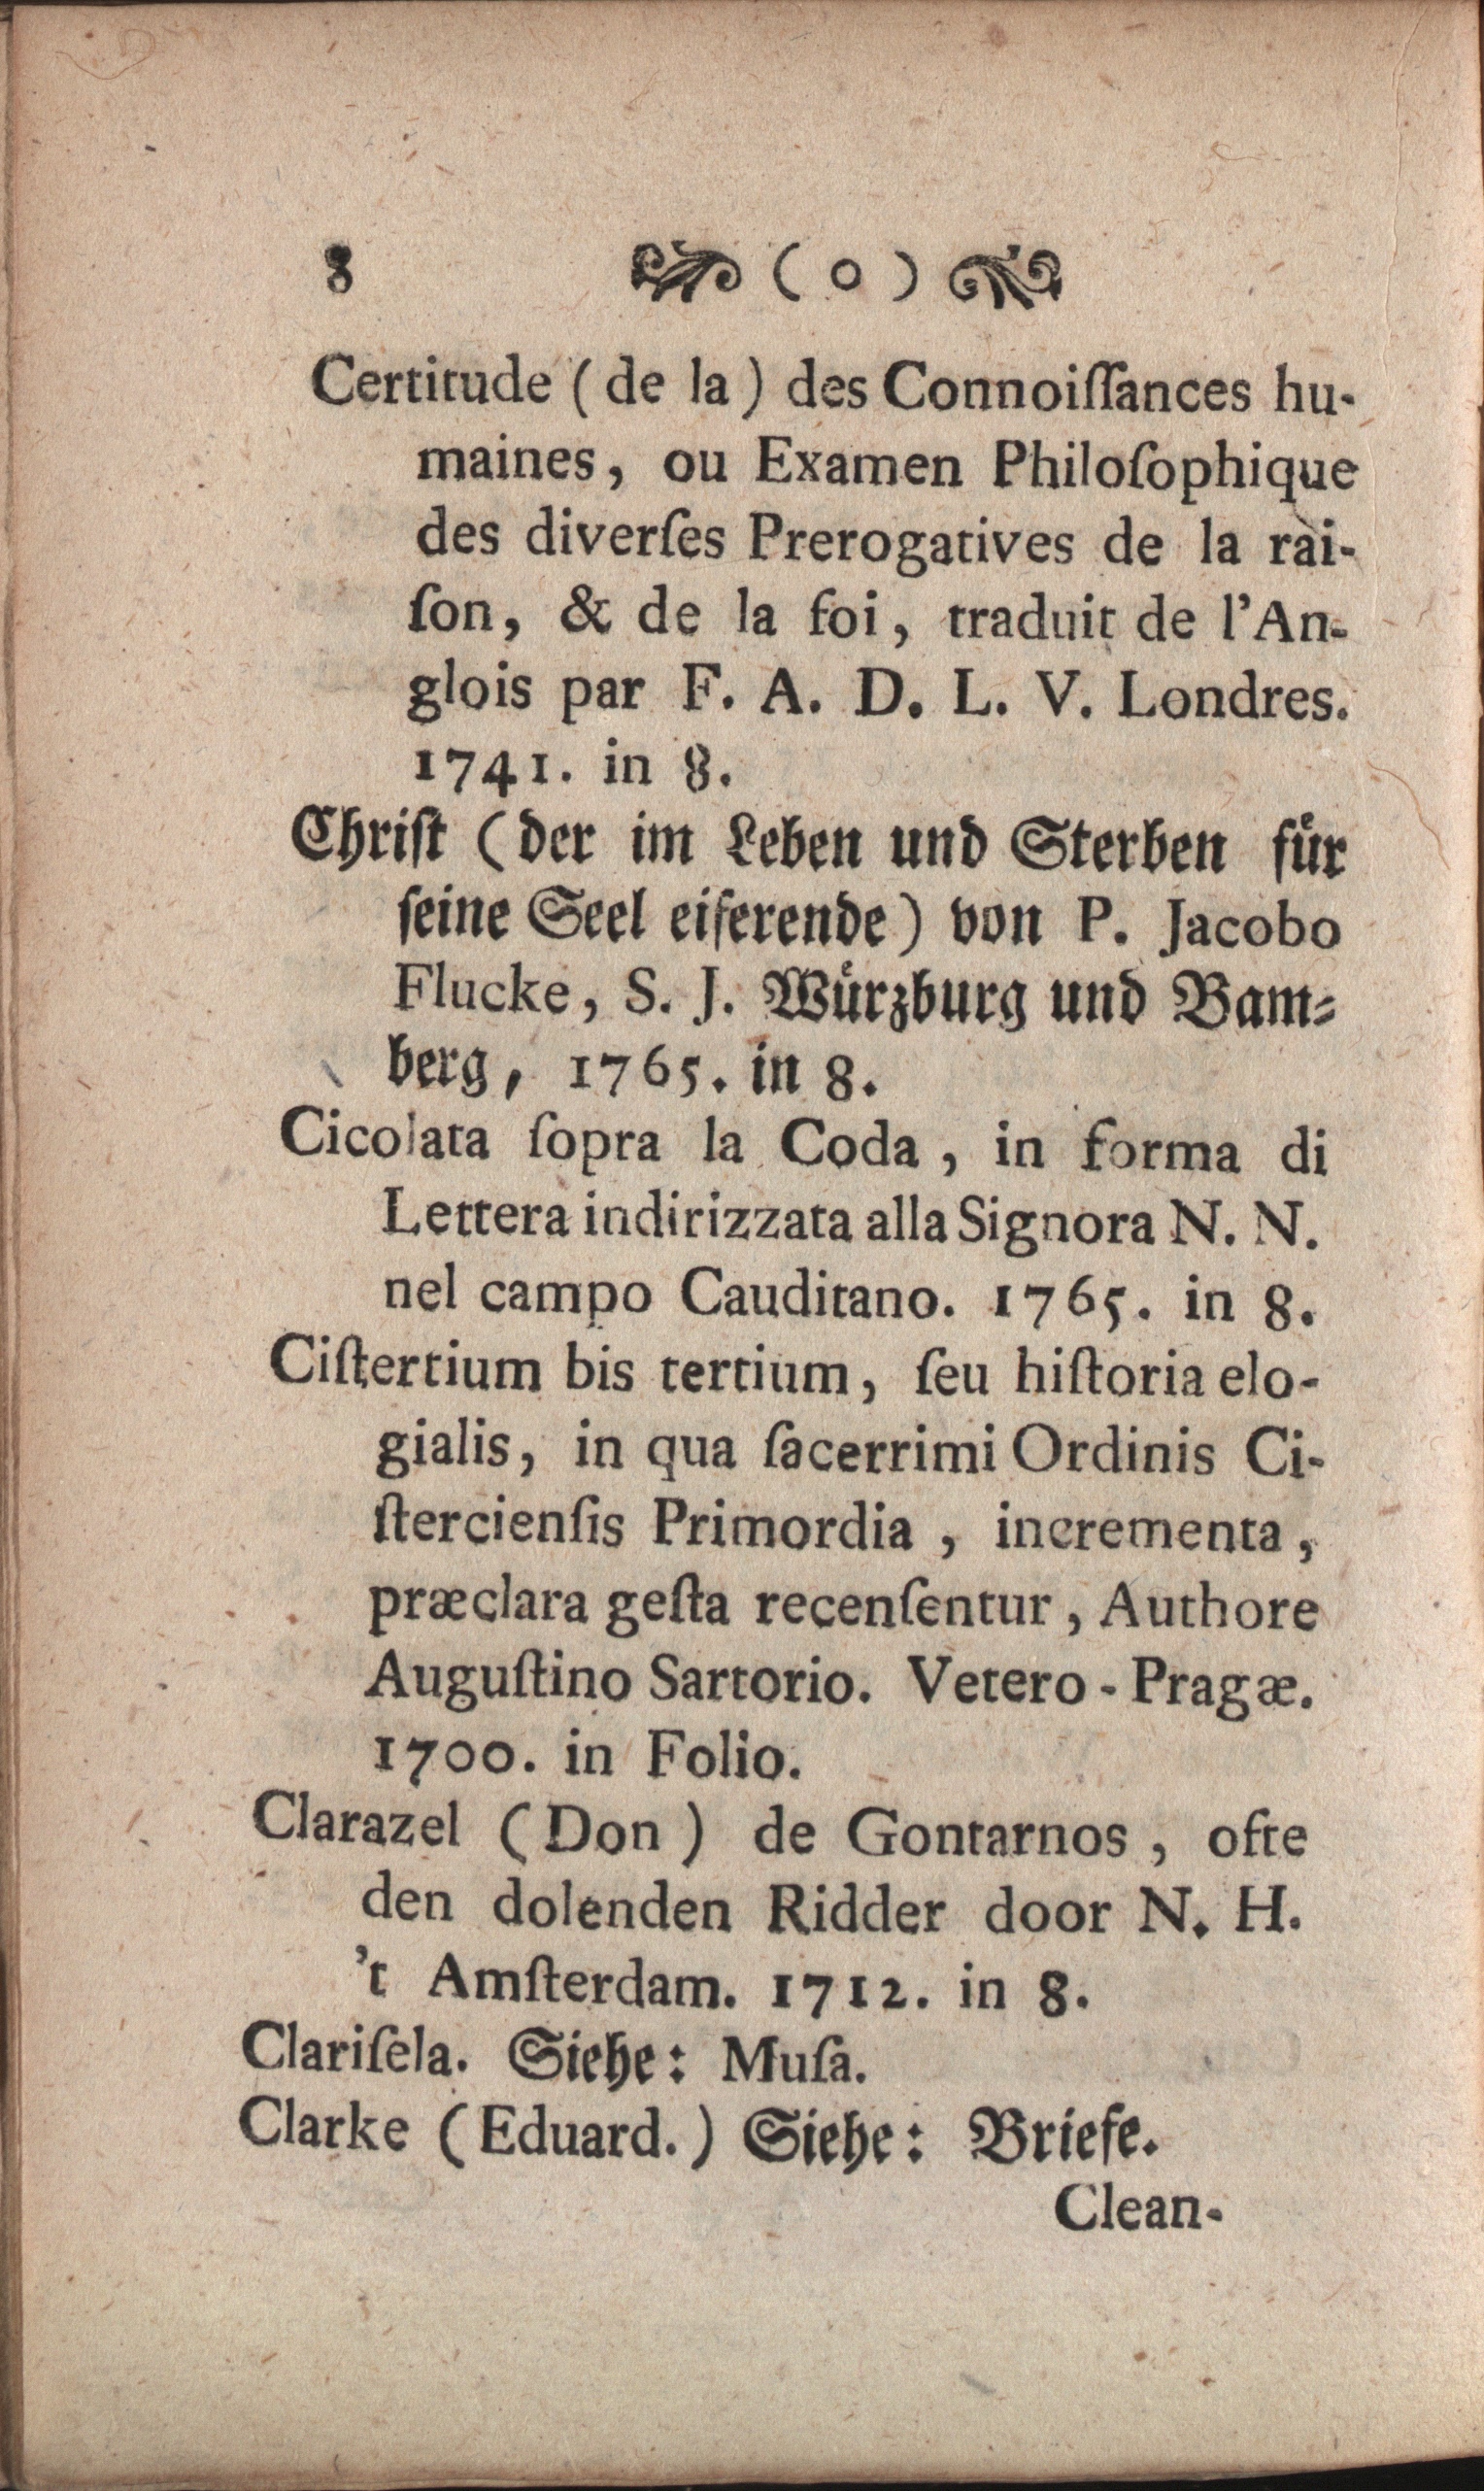 8 ( o )
Certitude (de la) des Connoiſſances hu-
maines, ou Examen Philoſophique
des diverſes Prerogatives de la rai-
ſon, & de la foi, traduit de l'An-
glois par F. A. D. L. V. Londres.
1741. in 8.
Chriſt (der im Leben und Sterben für
ſeine Seel eiferende) von P. Jacobo
Flucke, S. J. Würzburg und Bam-
berg, 1765. in 8.
Cicolata ſopra la Coda, in forma di
Lettera indirizzata alla Signora N. N.
nel campo Cauditano. 1765. in 8.
Ciſtertium bis tertium, ſeu hiſtoria elo-
gialis, in qua ſacerrimi Ordinis Ci-
ſtercienſis Primordia, incrementa,
præclara geſta recenſentur, Authore
Auguſtino Sartorio. Vetero-Pragæ.
1700. in Folio.
Clarazel (Don) de Gontarnos, ofte
den dolenden Ridder door N. H.
't Amſterdam. 1712. in 8.
Clariſela. Siehe: Muſa.
Clarke (Eduard.) Siehe: Briefe.
Clean-